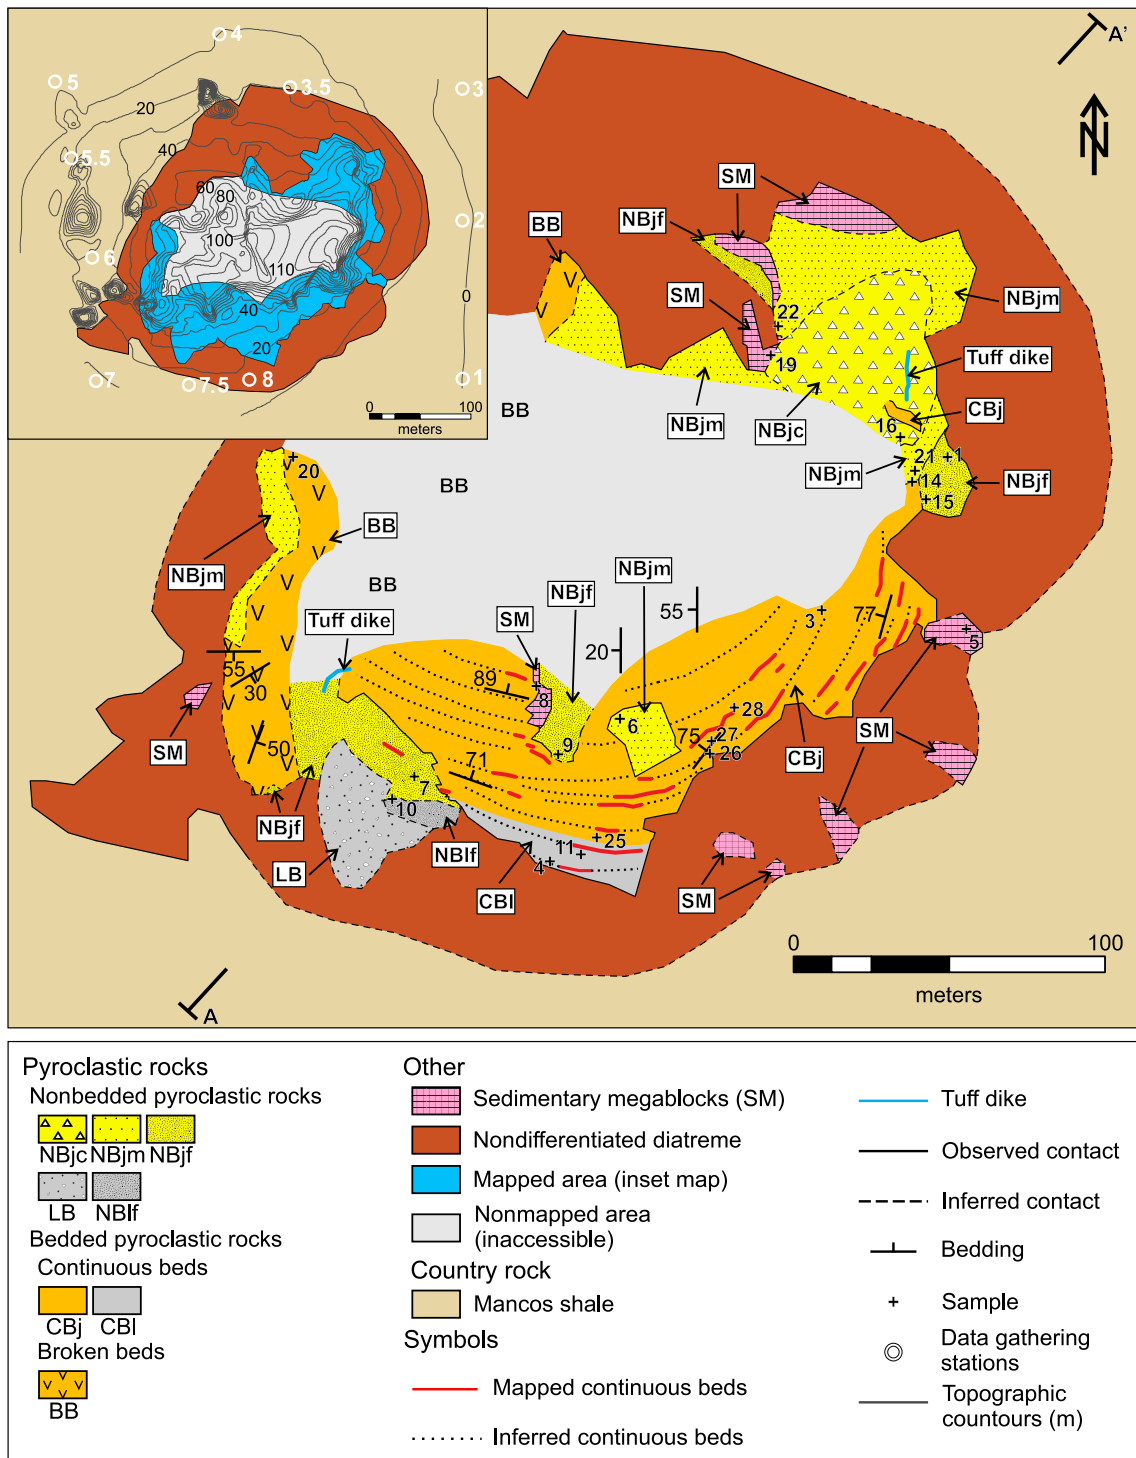 4
A'
5
3.5
3
20
N
5.5
40
SM
60
80
NBjf
BB
2
100
6
110
SM
NBjm
22
40
0
Tuff dike
19
20
7
7.5
8
1
CBj
BB
0 100
meters
NBjm
NBjc
16
21
1
20
BB
NBjm
14
NBjf
15
BB
NBjm
BB
NBjf
NBjm
55
3
77
Tuff dike
SM
20
5
55
89
30
8
SM
6
28
SM
50
9
75
27
26
71
CBj
7
NBjf
10
25
NBlf
11
LB
4
CBl
SM
0 100
meters
A
Pyroclastic rocks
Nonbedded pyroclastic rocks
NBjc NBjm NBjf
LB NBlf
Bedded pyroclastic rocks
Continuous beds
CBj CBl
Broken beds
BB
Other
Sedimentary megablocks (SM)
Nondifferentiated diatreme
Mapped area (inset map)
Nonmapped area
(inaccessible)
Country rock
Mancos shale
Symbols
Mapped continuous beds
Inferred continuous beds
Tuff dike
Observed contact
Inferred contact
Bedding
Sample
Data gathering
stations
Topographic
countours (m)